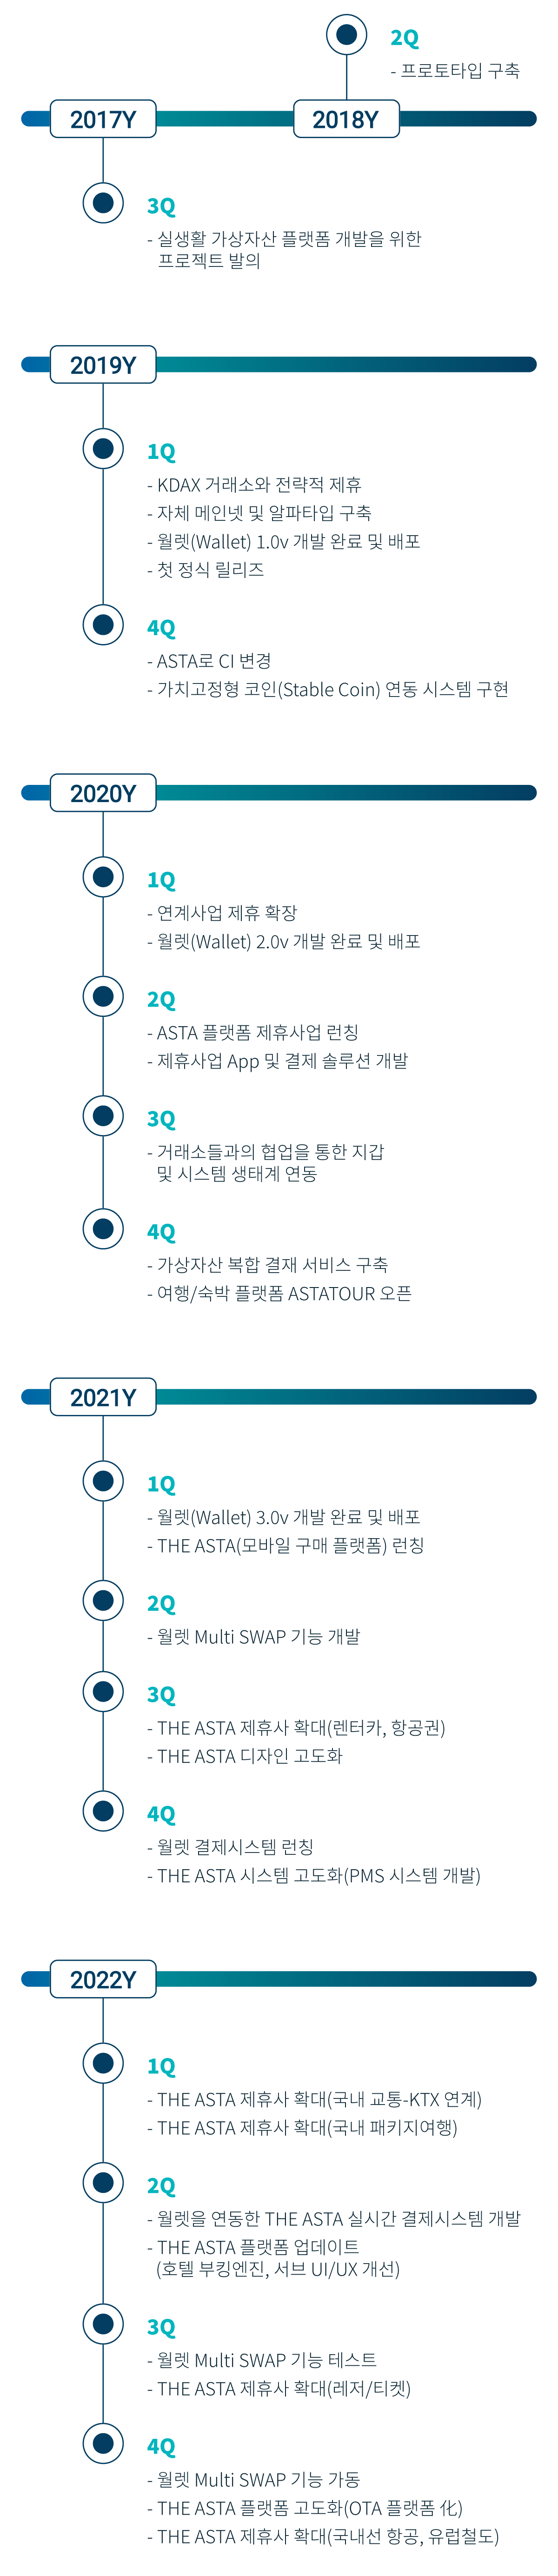 2Q
- 프로토타입 구축
2017Y
2018Y
3Q
- 실생활 가상자산 플랫폼 개발을 위한
프로젝트 발의
2019Y
1Q
- KDAX 거래소와 전략적 제휴
- 자체 메인넷 및 알파타입 구축
- 월렛(Wallet) 1.0v 개발 완료 및 배포
- 첫 정식 릴리즈
4Q
- ASTA로 CI 변경
- 가치고정형 코인(Stable Coin) 연동 시스템 구현
2020Y
1Q
- 연계사업 제휴 확장
- 월렛(Wallet) 2.0v 개발 완료 및 배포
2Q
- ASTA 플랫폼 제휴사업 런칭
- 제휴사업 App 및 결제 솔루션 개발
3Q
- 거래소들과의 협업을 통한 지갑
및 시스템 생태계 연동
4Q
- 가상자산 복합 결재 서비스 구축
- 여행/숙박 플랫폼 ASTATOUR 오픈
2021Y
1Q
- 월렛(Wallet) 3.0v 개발 완료 및 배포
- THE ASTA(모바일 구매 플랫폼) 런칭
2Q
- 월렛 Multi SWAP 기능 개발
3Q
- THE ASTA 제휴사 확대(렌터카, 항공권)
- THE ASTA 디자인 고도화
4Q
- 월렛 결제시스템 런칭
- THE ASTA 시스템 고도화(PMS 시스템 개발)
2022Y
1Q
- THE ASTA 제휴사 확대(국내 교통-KTX 연계)
- THE ASTA 제휴사 확대(국내 패키지여행)
2Q
- 월렛을 연동한 THE ASTA 실시간 결제시스템 개발
- THE ASTA 플랫폼 업데이트
(호텔 부킹엔진, 서브 UI/UX 개선)
3Q
- 월렛 Multi SWAP 기능 테스트
- THE ASTA 제휴사 확대(레저/티켓)
4Q
- 월렛 Multi SWAP 기능 가동
- THE ASTA 플랫폼 고도화(OTA 플랫폼 化)
- THE ASTA 제휴사 확대(국내선 항공, 유럽철도)